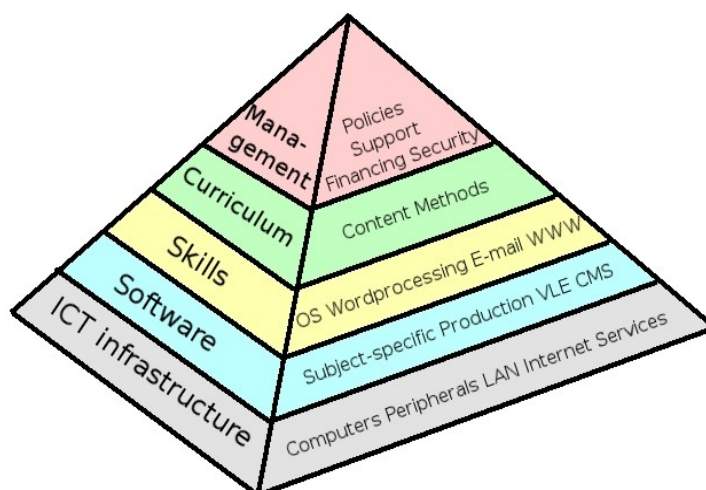 Mana-
gement
Policies
Support
Financing Security
Curriculum
Content Methods
Skills
OS Wordprocessing E-mail WWW
Software
Subject-specific Production VLE CMS
ICT infrastructure
Computers Peripherals LAN Internet Services